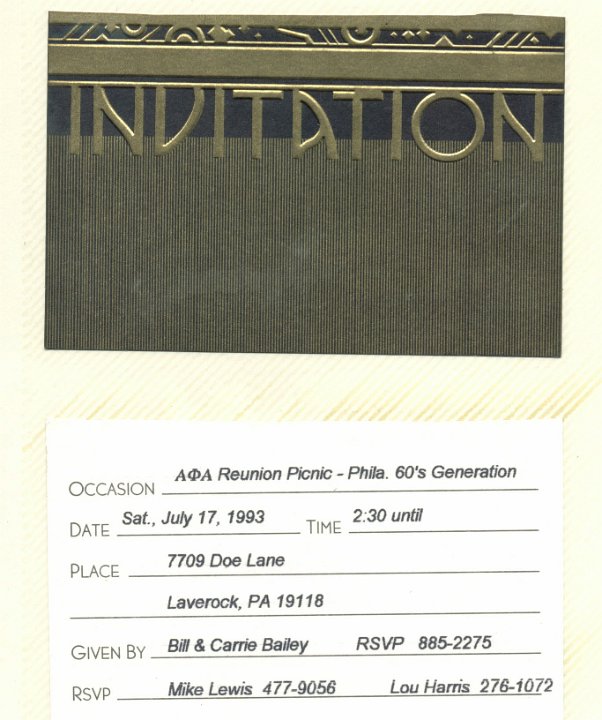 INVITATION
OCCASION ΑΦΑ Reunion Picnic - Phila. 60's Generation
DATE Sat., July 17, 1993 TIME 2:30 until
PLACE 7709 Doe Lane
Laverock, PA 19118
GIVEN BY Bill & Carrie Bailey RSVP 885-2275
RSVP Mike Lewis 477-9056 Lou Harris 276-1072